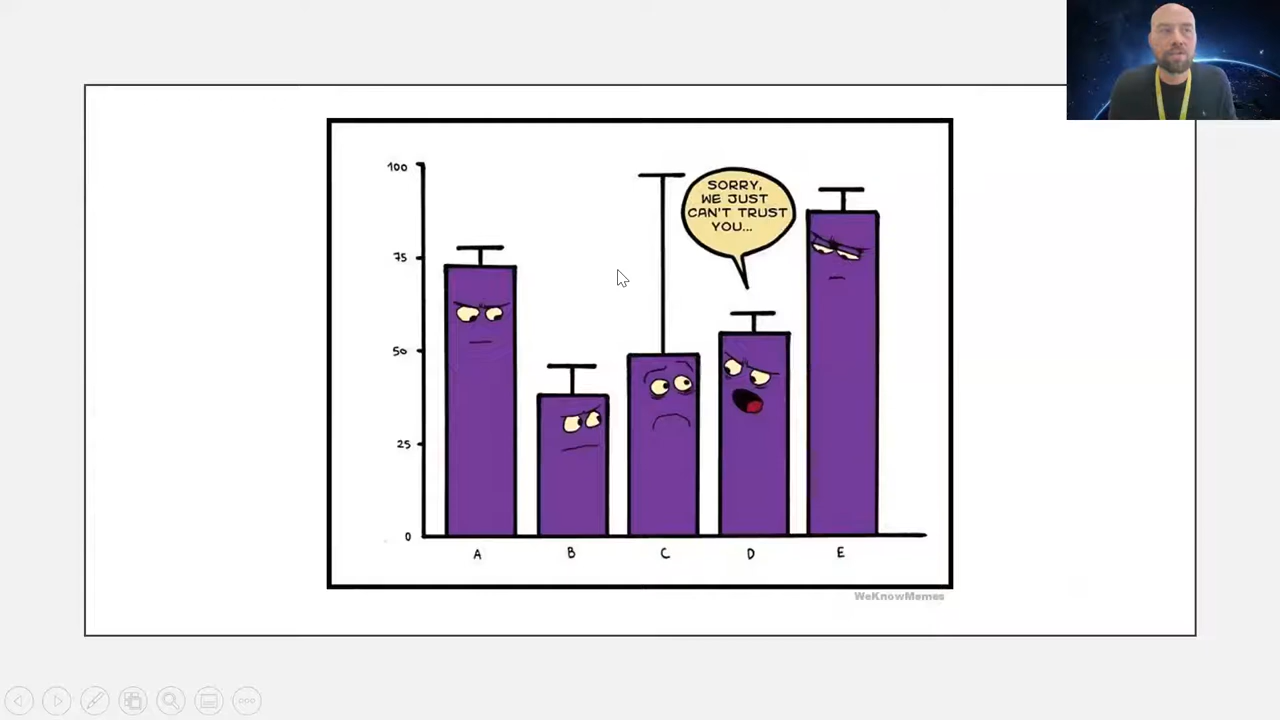 100
75
50
25
0
SORRY,
WE JUST
CAN'T TRUST
YOU...
A B C D E
WeKnowMemes